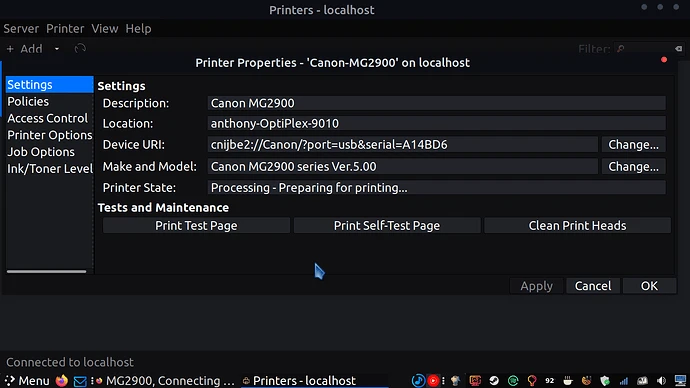 Printers - localhost
Server Printer View Help
+ Add Filter:
Printer Properties - 'Canon-MG2900' on localhost
Settings
Policies
Access Control
Printer Options
Job Options
Ink/Toner Level
Settings
Description: Canon MG2900
Location: anthony-OptiPlex-9010
Device URI: cnijbe2://Canon/?port=usb&serial=A14BD6 Change...
Make and Model: Canon MG2900 series Ver.5.00 Change...
Printer State: Processing - Preparing for printing...
Tests and Maintenance
Print Test Page Print Self-Test Page Clean Print Heads
Apply Cancel OK
Connected to localhost
Menu MG2900, Connecting ... Printers - localhost 92